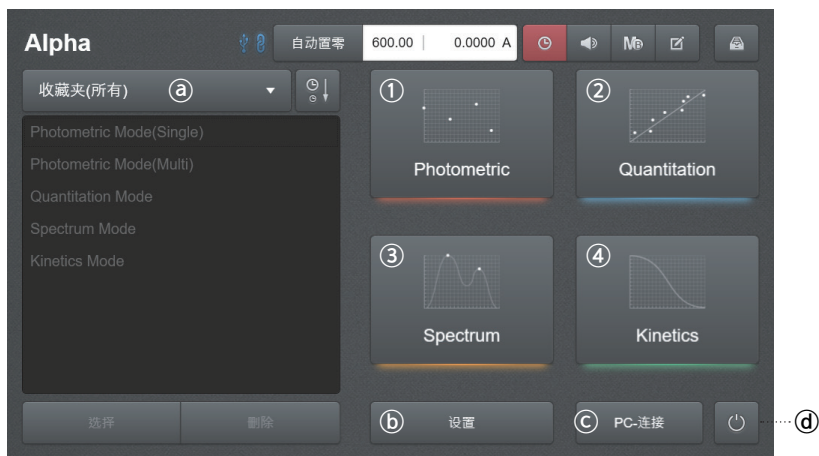 Alpha
自动置零
600.00 | 0.0000 A
收藏夹(所有) ⓐ
Photometric Mode(Single)
Photometric Mode(Multi)
Quantitation Mode
Spectrum Mode
Kinetics Mode
选择
删除
①
Photometric
②
Quantitation
③
Spectrum
④
Kinetics
ⓑ 设置
ⓒ PC-连接
ⓓ